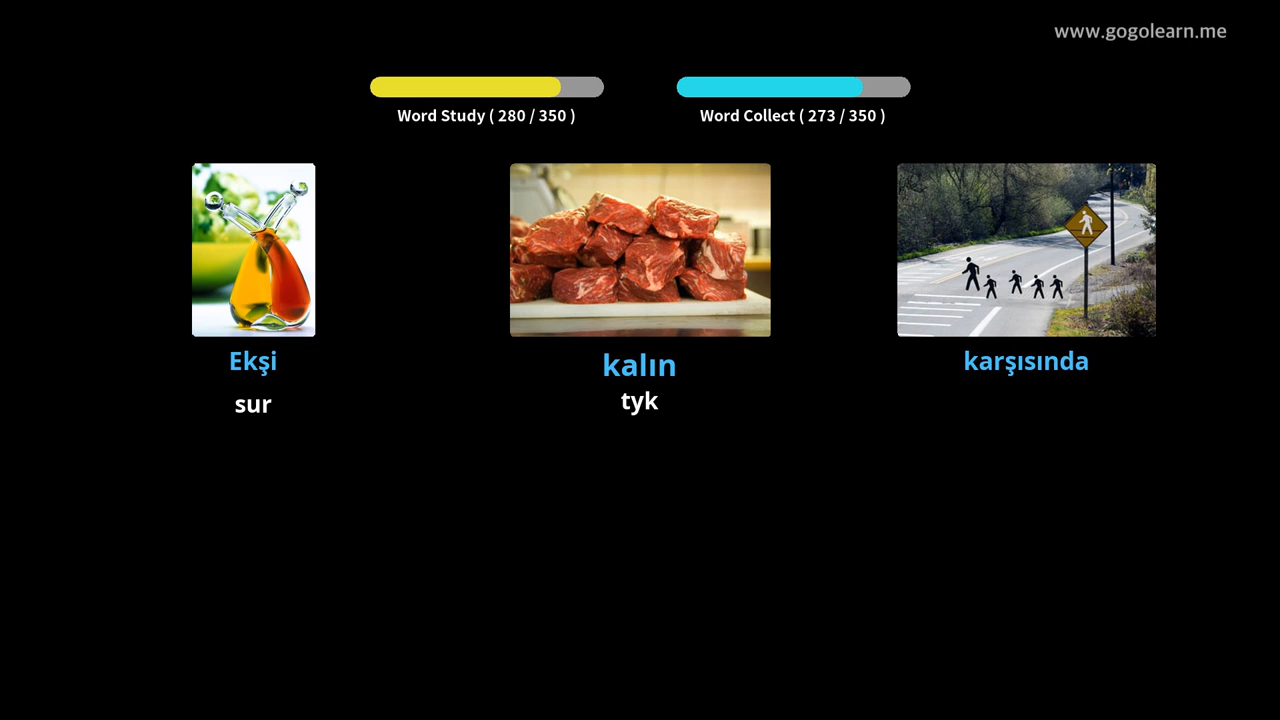 www.gogolearn.me
Word Study ( 280 / 350 )
Word Collect ( 273 / 350 )
Ekşi
kalın
karşısında
sur
tyk